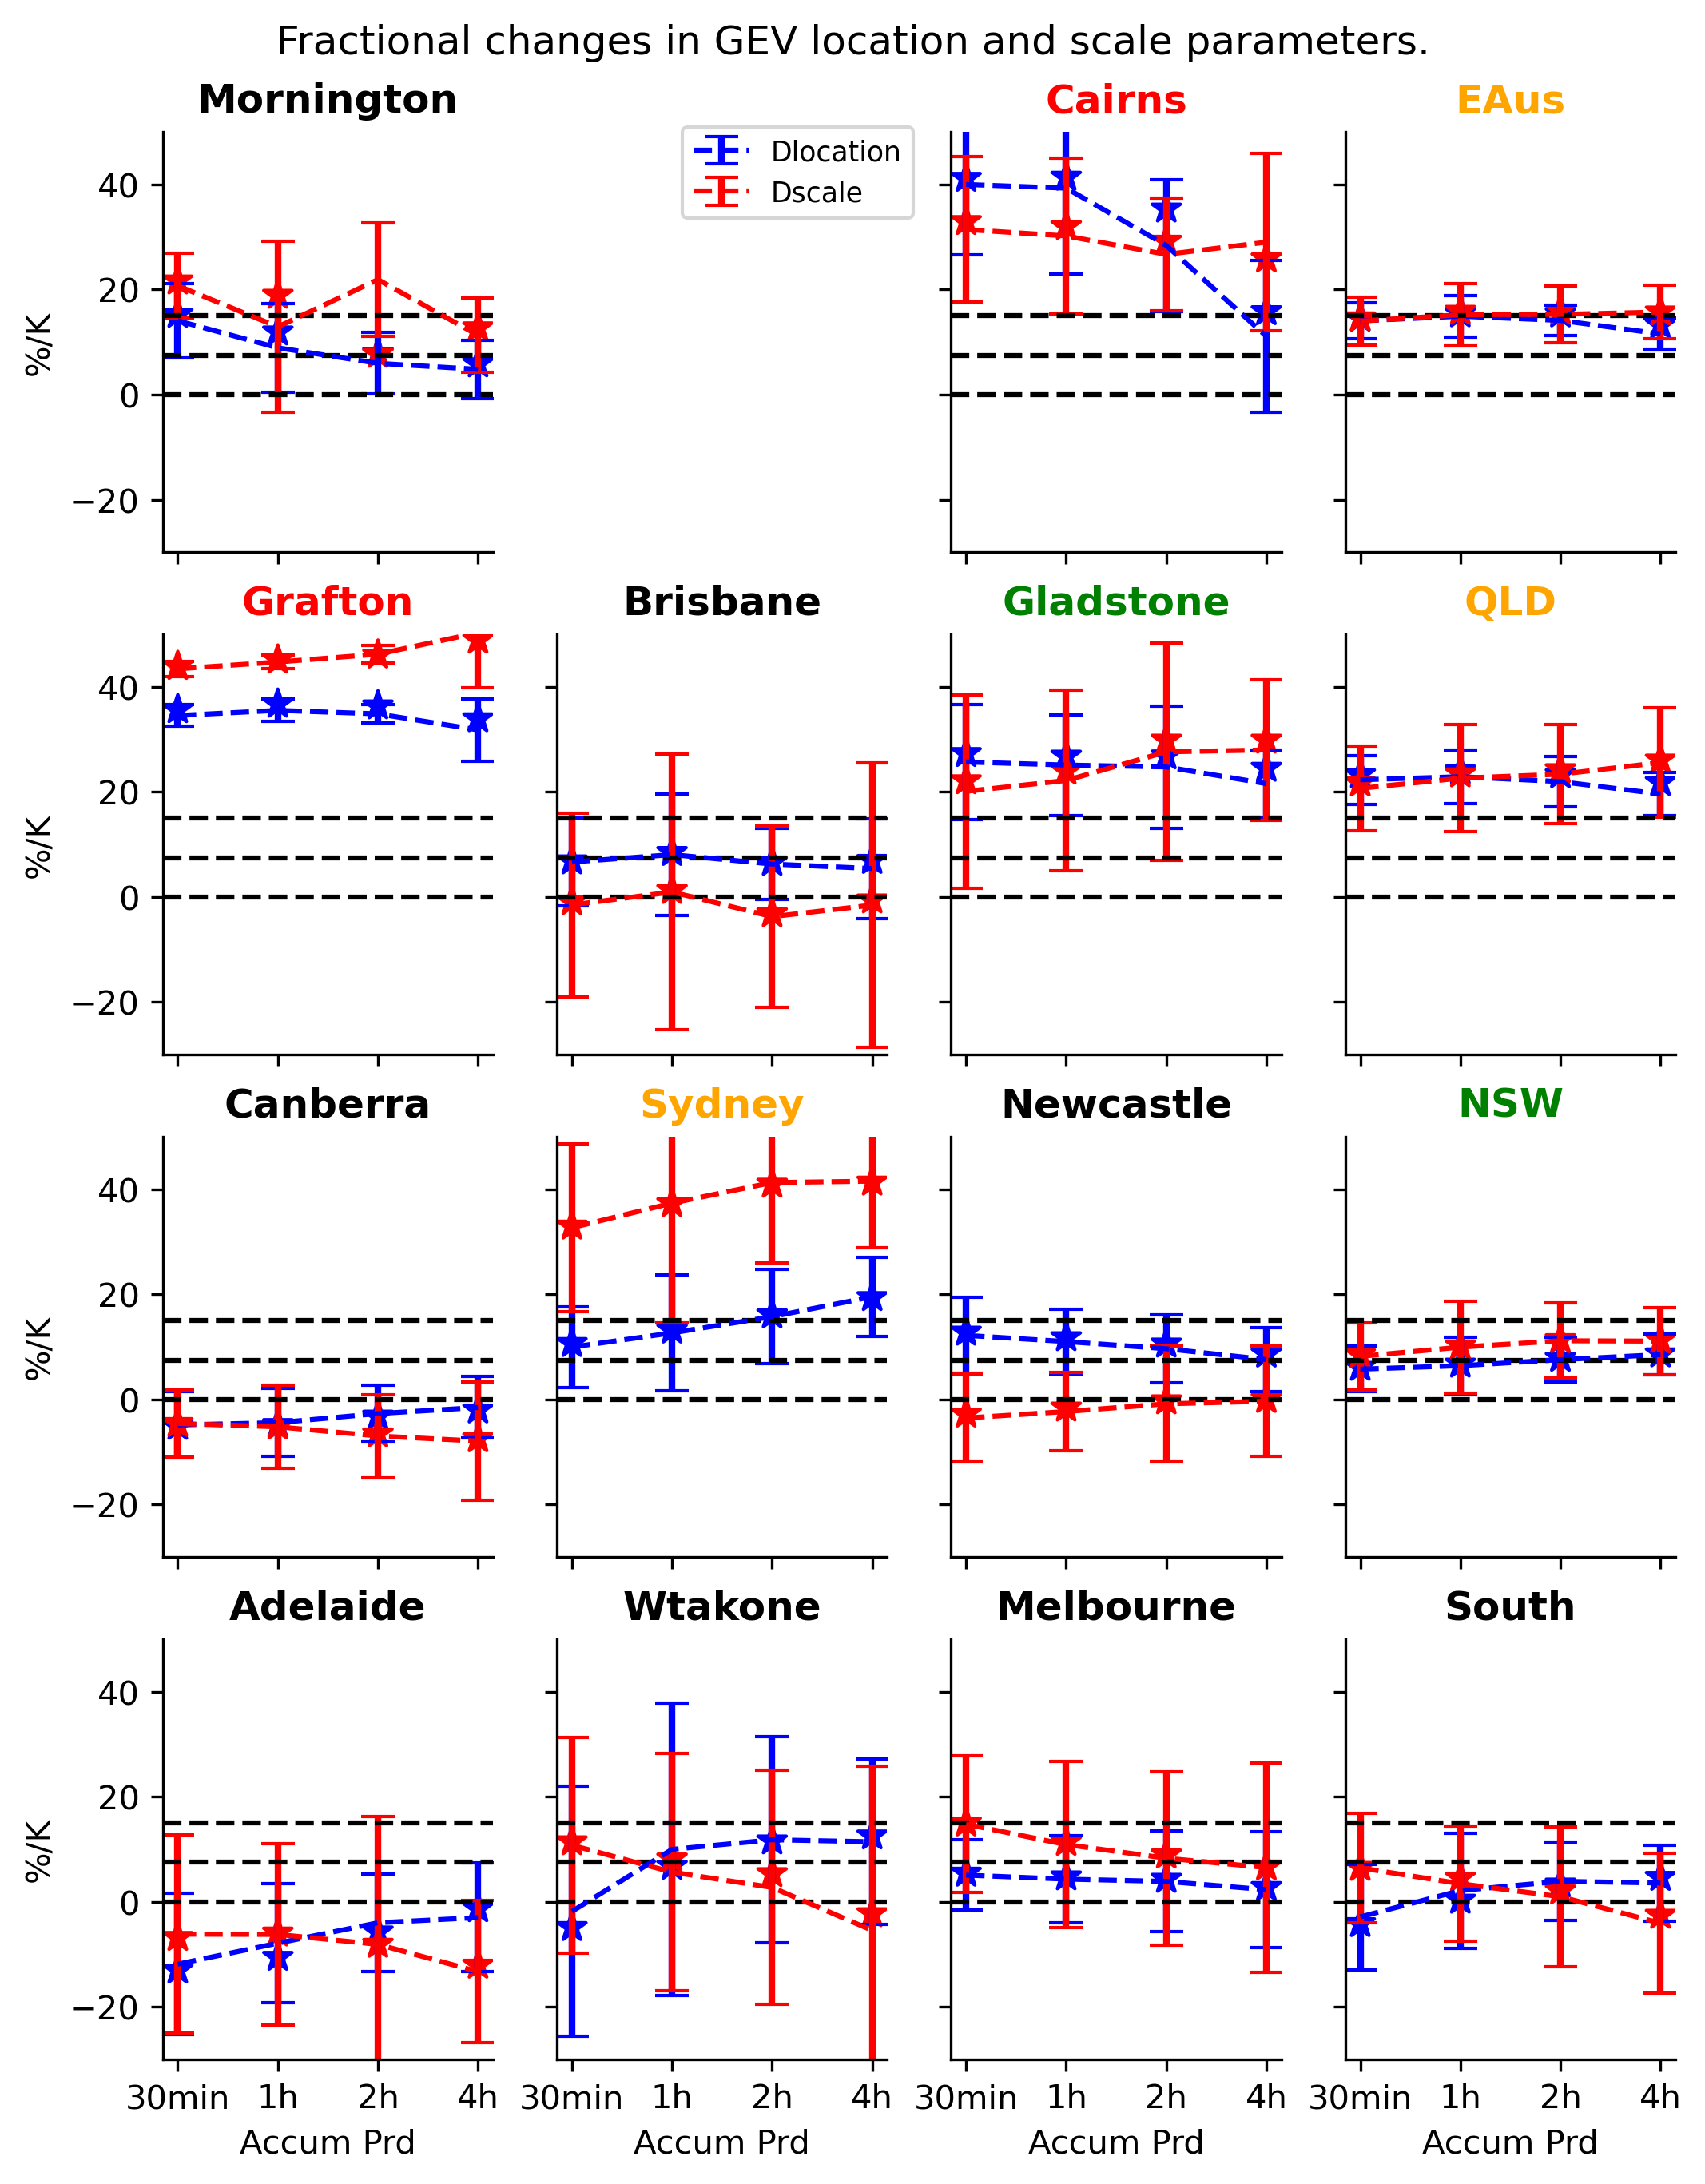 Fractional changes in GEV location and scale parameters.
Mornington
Cairns
EAus
Dlocation
Dscale
40
20
0
−20
%/K
Grafton
Brisbane
Gladstone
QLD
40
20
0
−20
%/K
Canberra
Sydney
Newcastle
NSW
40
20
0
−20
%/K
Adelaide
Wtakone
Melbourne
South
40
20
0
−20
%/K
30min 1h 2h 4h
30min 1h 2h 4h
30min 1h 2h 4h
30min 1h 2h 4h
Accum Prd
Accum Prd
Accum Prd
Accum Prd